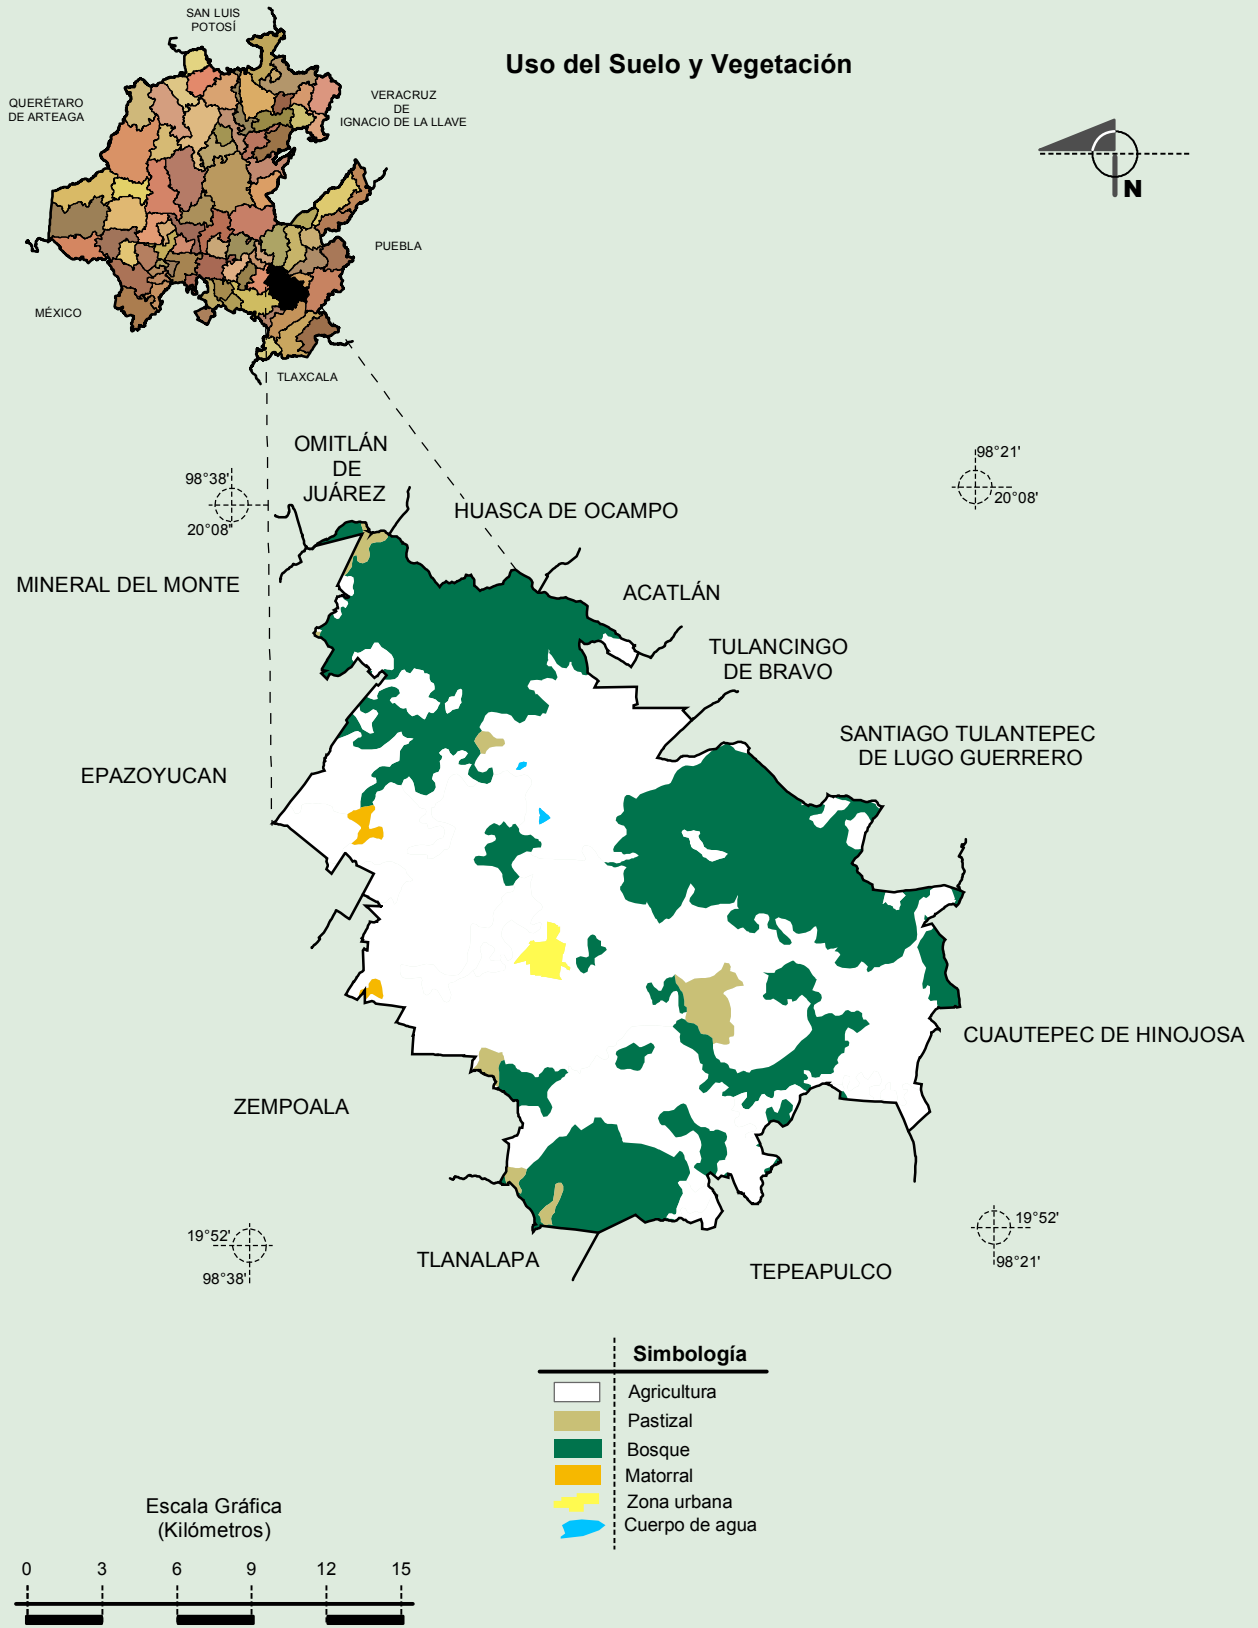 SAN LUIS
POTOSÍ
Uso del Suelo y Vegetación
QUERÉTARO
DE ARTEAGA
VERACRUZ
DE
IGNACIO DE LA LLAVE
N
PUEBLA
MÉXICO
TLAXCALA
OMITLÁN
DE
JUÁREZ
98°38'
20°08'
98°21'
20°08'
HUASCA DE OCAMPO
MINERAL DEL MONTE
ACATLÁN
TULANCINGO
DE BRAVO
SANTIAGO TULANTEPEC
DE LUGO GUERRERO
EPAZOYUCAN
CUAUTEPEC DE HINOJOSA
ZEMPOALA
19°52'
98°38'
19°52'
98°21'
TLANALAPA
TEPEAPULCO
Simbología
Agricultura
Pastizal
Bosque
Matorral
Zona urbana
Cuerpo de agua
Escala Gráfica
(Kilómetros)
0 3 6 9 12 15